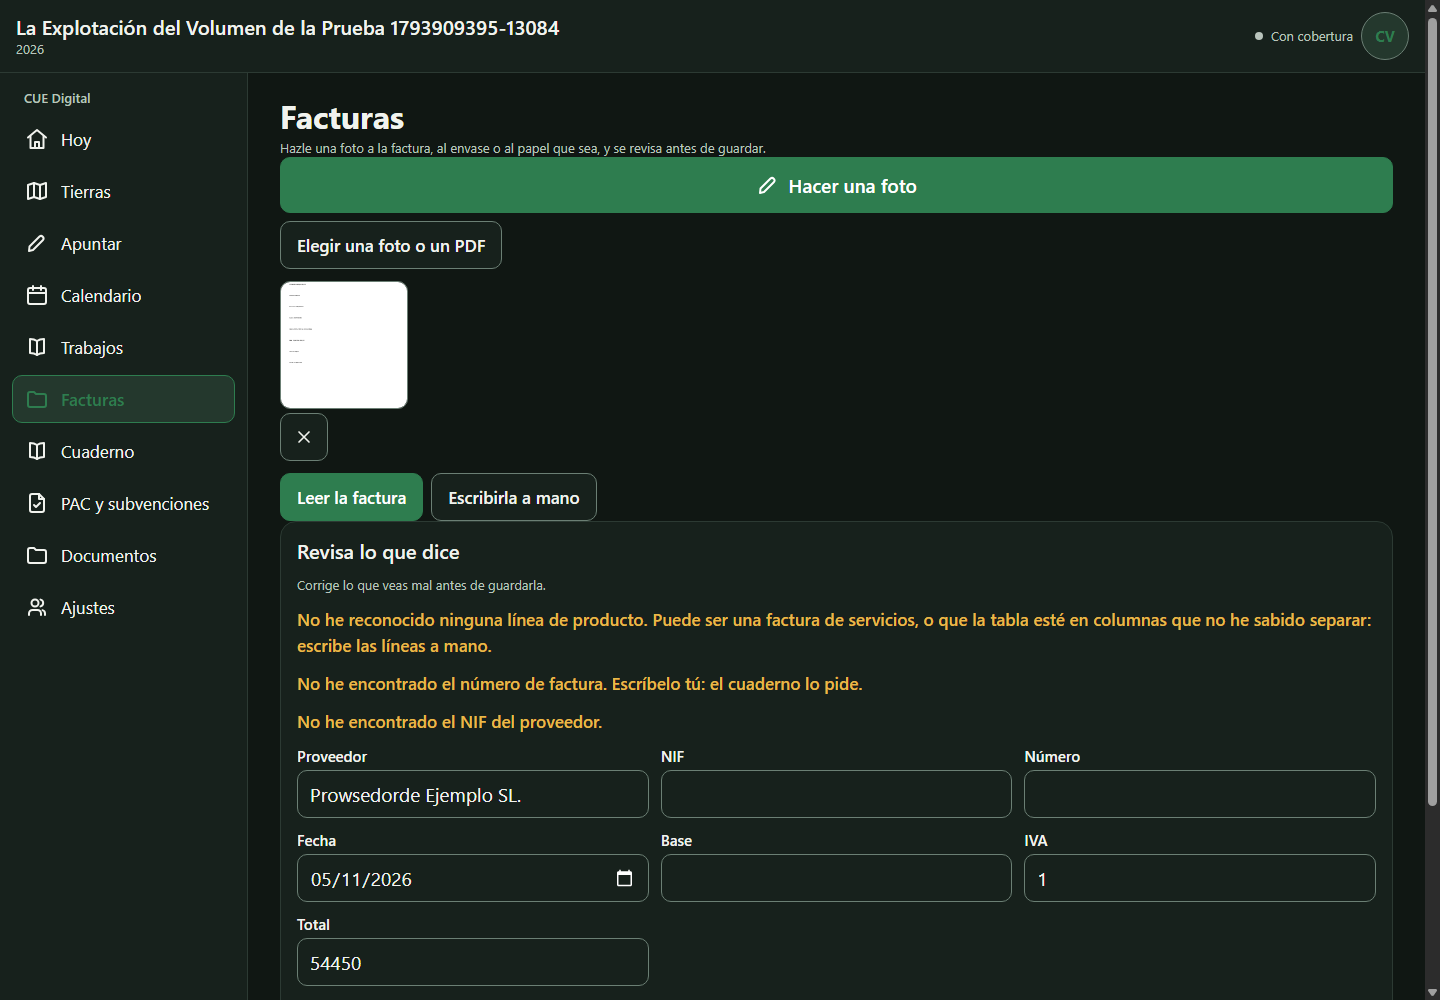 La Explotación del Volumen de la Prueba 1793909395-13084
2026
Con cobertura
CV
CUE Digital
Hoy
Tierras
Apuntar
Calendario
Trabajos
Facturas
Cuaderno
PAC y subvenciones
Documentos
Ajustes
Facturas
Hazle una foto a la factura, al envase o al papel que sea, y se revisa antes de guardar.
Hacer una foto
Elegir una foto o un PDF
Leer la factura
Escribirla a mano
Revisa lo que dice
Corrige lo que veas mal antes de guardarla.
No he reconocido ninguna línea de producto. Puede ser una factura de servicios, o que la tabla esté en columnas que no he sabido separar:
escribe las líneas a mano.
No he encontrado el número de factura. Escríbelo tú: el cuaderno lo pide.
No he encontrado el NIF del proveedor.
Proveedor
NIF
Número
Prowsedorde Ejemplo SL.
Fecha
Base
IVA
05/11/2026
1
Total
54450